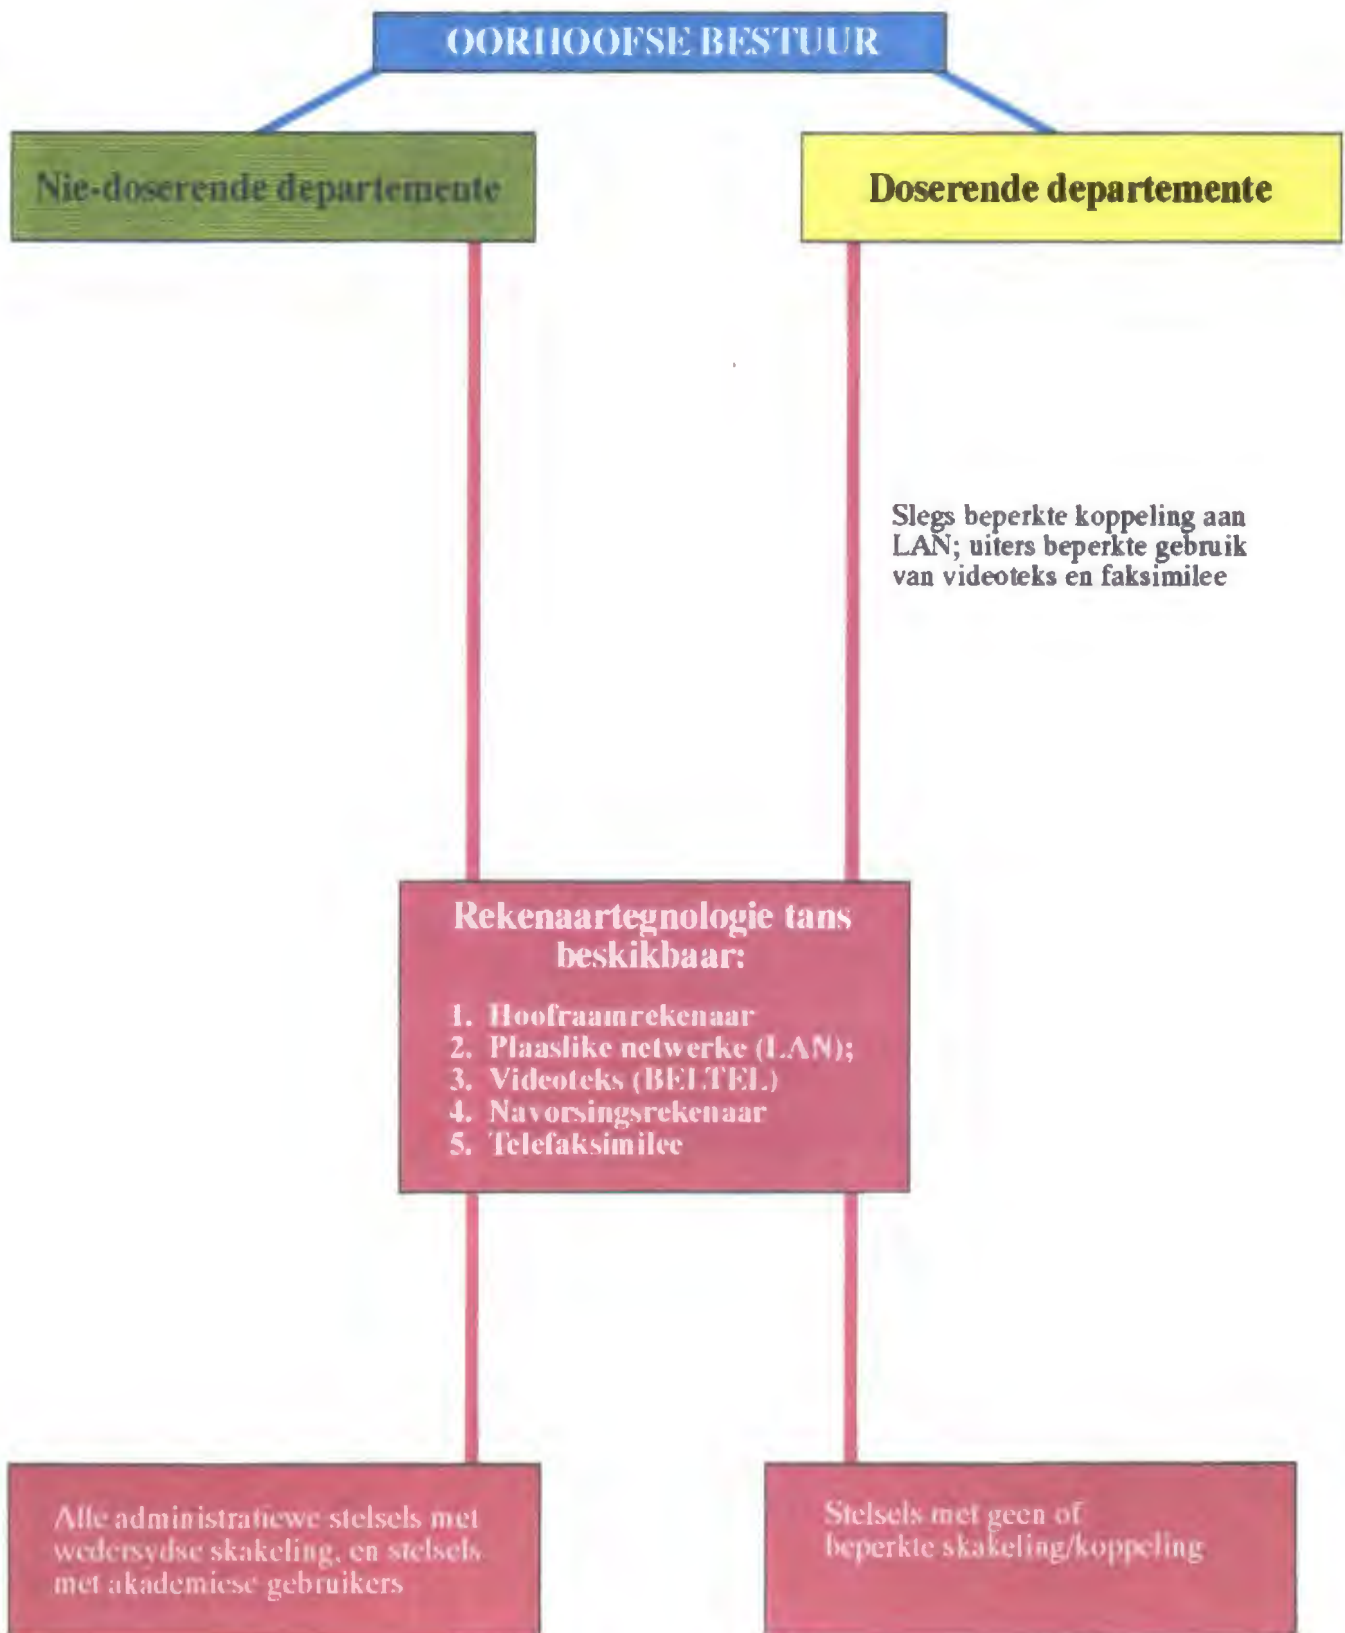 OORHOOFSE BESTUUR
Nie-doserende departemente
Doserende departemente
Slegs beperkte koppeling aan
LAN; uiters beperkte gebruik
van videoteks en faksimilee
Rekenaartegnologie tans
beskikbaar:
1. Hoofraamrekenaar
2. Plaaslike netwerke (LAN);
3. Videoteks (BELTEL)
4. Navorsingsrekenaar
5. Telefaksimilee
Alle administratiewe stelsels met
wedersydse skakeling, en stelsels
met akademiese gebruikers
Stelsels met geen of
beperkte skakeling/koppeling